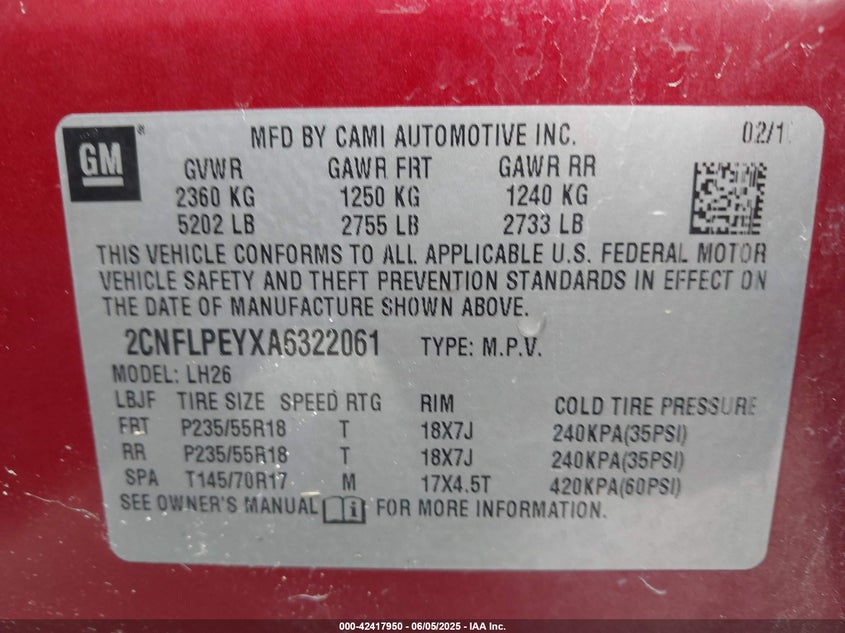 GM ® MFD BY CAMI AUTOMOTIVE INC. 02/1
GVWR GAWR FRT GAWR RR
2360 KG 1250 KG 1240 KG
5202 LB 2755 LB 2733 LB
THIS VEHICLE CONFORMS TO ALL APPLICABLE U.S. FEDERAL MOTOR
VEHICLE SAFETY AND THEFT PREVENTION STANDARDS IN EFFECT ON
THE DATE OF MANUFACTURE SHOWN ABOVE.
2CNFLPEYXA6322061 TYPE: M.P.V.
MODEL: LH26
LBJF TIRE SIZE SPEED RTG RIM COLD TIRE PRESSURE
FRT P235/55R18 T 18X7J 240KPA(35PSI)
RR P235/55R18 T 18X7J 240KPA(35PSI)
SPA T145/70R17 M 17X4.5T 420KPA(60PSI)
SEE OWNER'S MANUAL i FOR MORE INFORMATION.
000-42417950 - 06/05/2025 - IAA Inc.